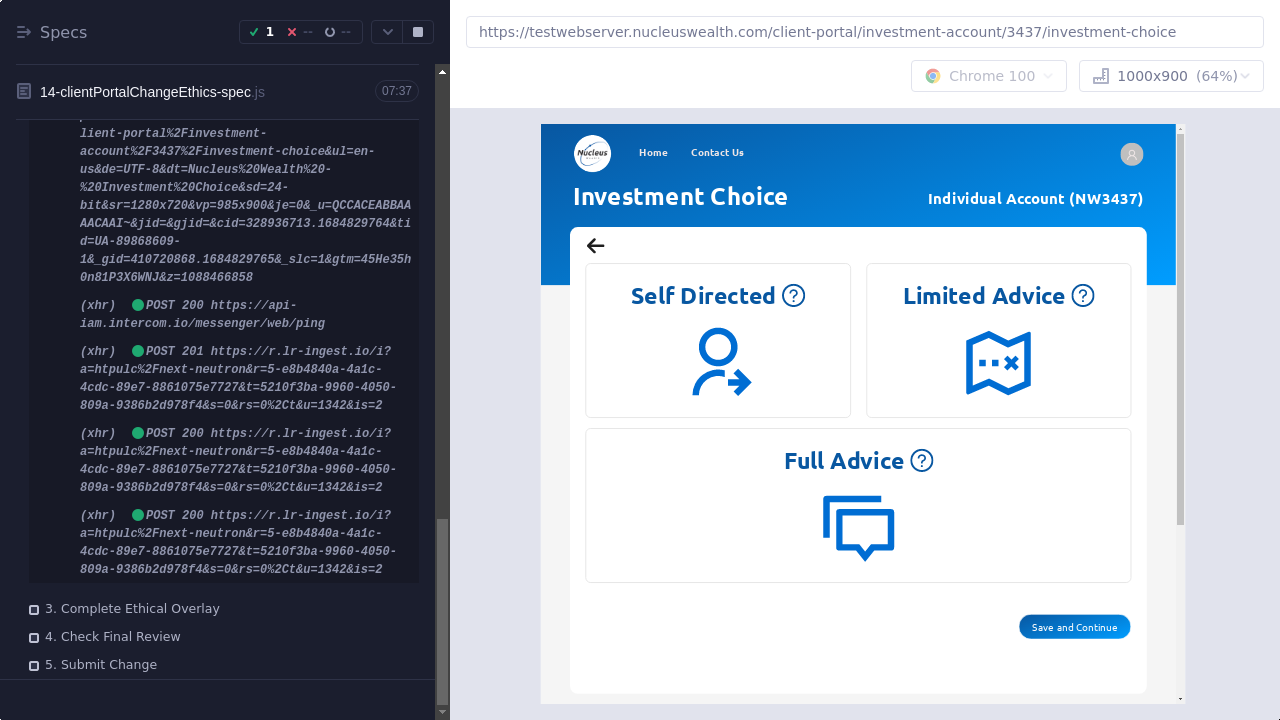 Specs
1
--
--
14-clientPortalChangeEthics-spec.js
07:37
lient-portal%2Finvestment-
account%2F3437%2Finvestment-choice&ul=en-
us&de=UTF-8&dt=Nucleus%20Wealth%20-
%20Investment%20Choice&sd=24-
bit&sr=1280x720&vp=985x900&je=0&_u=QCCACEABBAA
AACAAI~&jid=&gjid=&cid=328936713.1684829764&ti
d=UA-89868609-
1&_gid=410720868.1684829765&_slc=1&gtm=45He35h
0n81P3X6WNJ&z=1088466858
(xhr) POST 200 https://api-
iam.intercom.io/messenger/web/ping
(xhr) POST 201 https://r.lr-ingest.io/i?
a=htpulc%2Fnext-neutron&r=5-e8b4840a-4a1c-
4cdc-89e7-8861075e7727&t=5210f3ba-9960-4050-
809a-9386b2d978f4&s=0&rs=0%2Ct&u=1342&is=2
(xhr) POST 200 https://r.lr-ingest.io/i?
a=htpulc%2Fnext-neutron&r=5-e8b4840a-4a1c-
4cdc-89e7-8861075e7727&t=5210f3ba-9960-4050-
809a-9386b2d978f4&s=0&rs=0%2Ct&u=1342&is=2
(xhr) POST 200 https://r.lr-ingest.io/i?
a=htpulc%2Fnext-neutron&r=5-e8b4840a-4a1c-
4cdc-89e7-8861075e7727&t=5210f3ba-9960-4050-
809a-9386b2d978f4&s=0&rs=0%2Ct&u=1342&is=2
3. Complete Ethical Overlay
4. Check Final Review
5. Submit Change
https://testwebserver.nucleuswealth.com/client-portal/investment-account/3437/investment-choice
Chrome 100
1000x900 (64%)
Nucleus
Home
Contact Us
Investment Choice
Individual Account (NW3437)
Self Directed
Limited Advice
Full Advice
Save and Continue